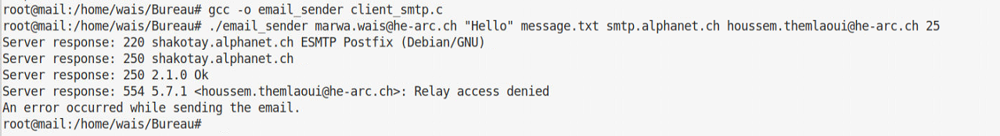 root@mail:/home/wais/Bureau# gcc -o email_sender client_smtp.c
root@mail:/home/wais/Bureau# ./email_sender marwa.wais@he-arc.ch "Hello" message.txt smtp.alphanet.ch houssem.themlaoui@he-arc.ch 25
Server response: 220 shakotay.alphanet.ch ESMTP Postfix (Debian/GNU)
Server response: 250 shakotay.alphanet.ch
Server response: 250 2.1.0 Ok
Server response: 554 5.7.1 <houssem.themlaoui@he-arc.ch>: Relay access denied
An error occurred while sending the email.
root@mail:/home/wais/Bureau#